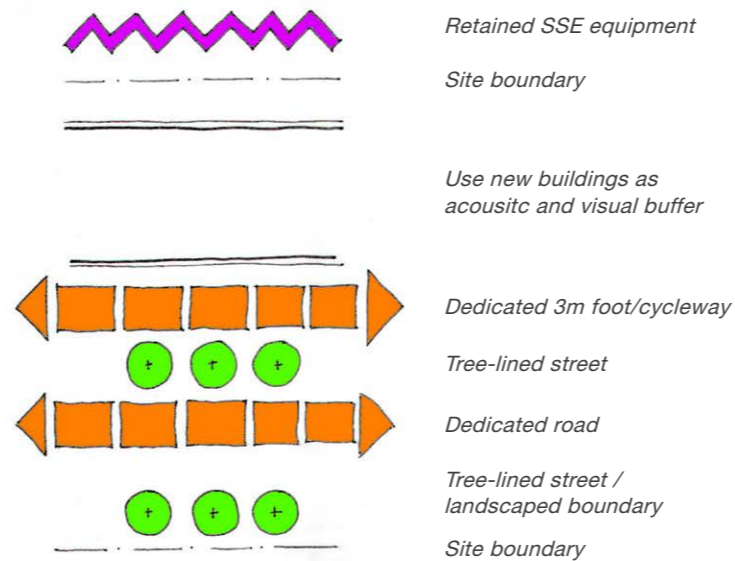 Retained SSE equipment
Site boundary
Use new buildings as
acousitc and visual buffer
Dedicated 3m foot/cycleway
Tree-lined street
Dedicated road
Tree-lined street /
landscaped boundary
Site boundary